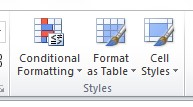 Conditional Format Cell
Formatting as Table Styles
Styles